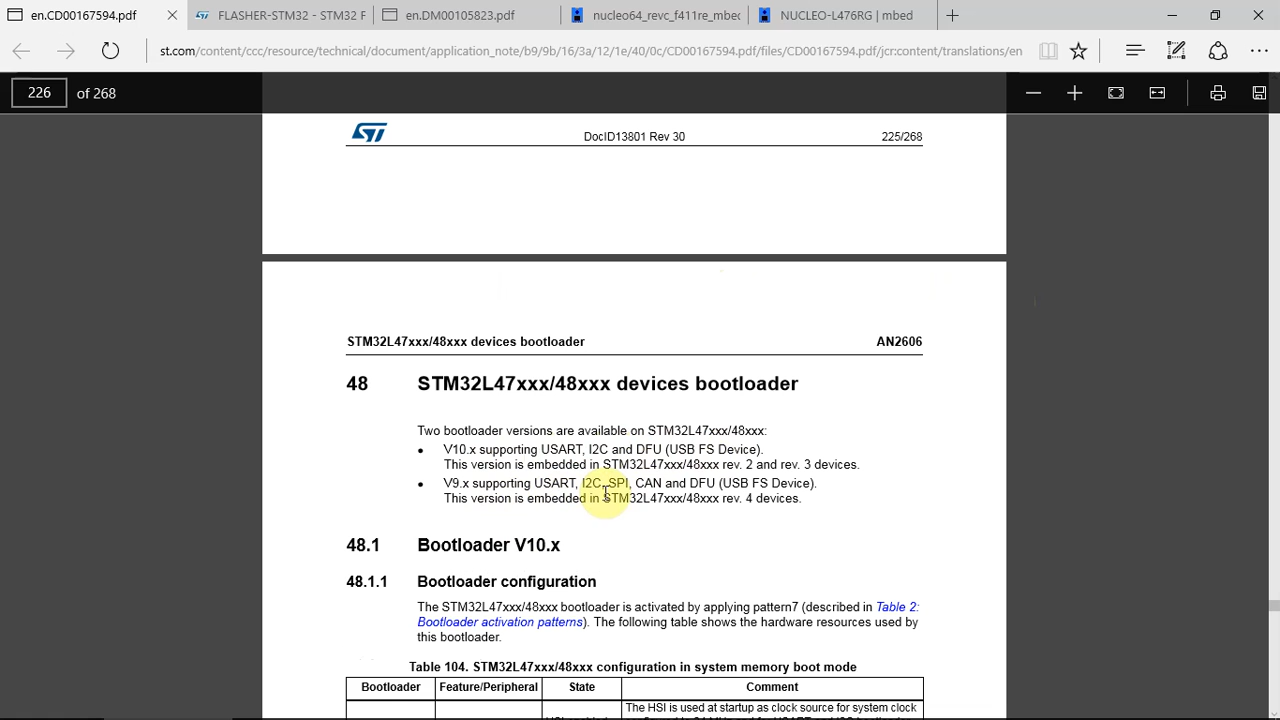 en.CD00167594.pdf
FLASHER-STM32 - STM32 F
en.DM00105823.pdf
nucleo64_revc_f411re_mbec
NUCLEO-L476RG | mbed
st.com/content/ccc/resource/technical/document/application_note/b9/9b/16/3a/12/1e/40/0c/CD00167594.pdf/files/CD00167594.pdf/jcr:content/translations/en
226 of 268
ST
DocID13801 Rev 30
225/268
STM32L47xxx/48xxx devices bootloader
AN2606
48 STM32L47xxx/48xxx devices bootloader
Two bootloader versions are available on STM32L47xxx/48xxx:
• V10.x supporting USART, I2C and DFU (USB FS Device).
This version is embedded in STM32L47xxx/48xxx rev. 2 and rev. 3 devices.
• V9.x supporting USART, I2C, SPI, CAN and DFU (USB FS Device).
This version is embedded in STM32L47xxx/48xxx rev. 4 devices.
48.1 Bootloader V10.x
48.1.1 Bootloader configuration
The STM32L47xxx/48xxx bootloader is activated by applying pattern7 (described in Table 2:
Bootloader activation patterns). The following table shows the hardware resources used by
this bootloader.
Table 104. STM32L47xxx/48xxx configuration in system memory boot mode
Bootloader
Feature/Peripheral
State
Comment
The HSI is used at startup as clock source for system clock